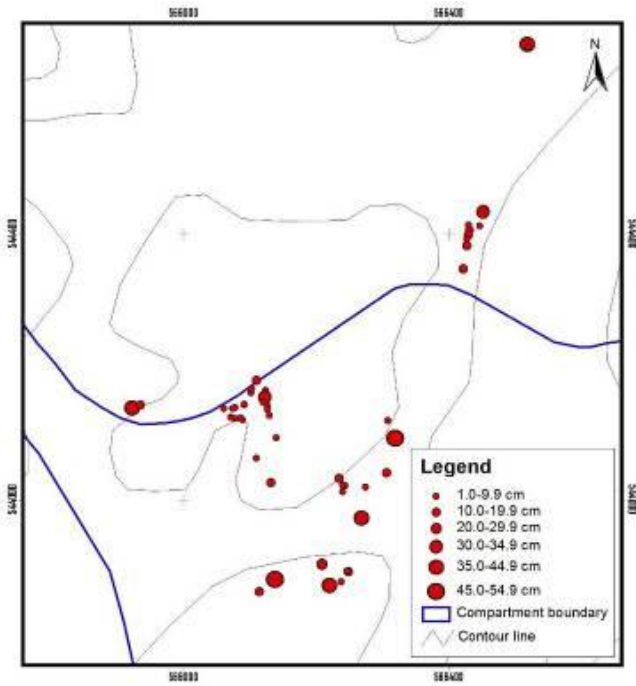 566000 566400
N
544400 544400
Legend
1.0-9.9 cm
10.0-19.9 cm
20.0-29.9 cm
30.0-34.9 cm
35.0-44.9 cm
45.0-54.9 cm
Compartment boundary
Contour line
544000 544000
566000 566400